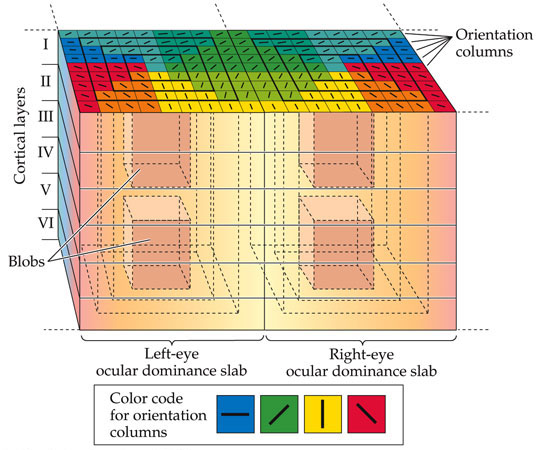 Orientation
columns
Cortical layers
I
II
III
IV
V
VI
Blobs
Left-eye
ocular dominance slab
Right-eye
ocular dominance slab
Color code
for orientation
columns